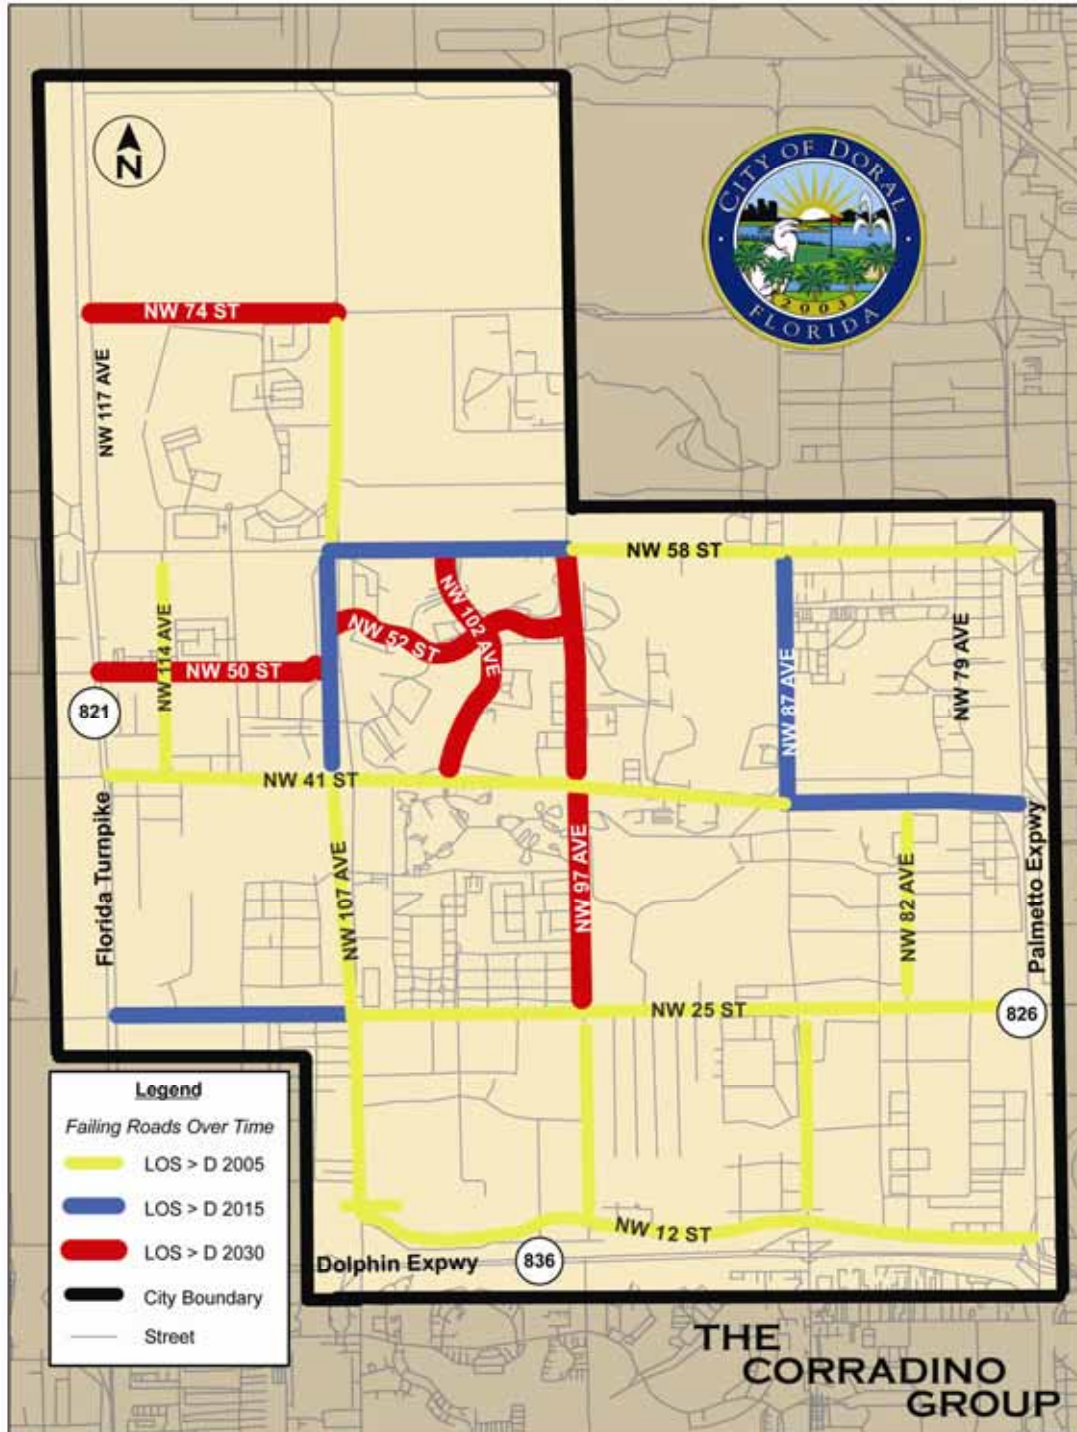 N
CITY OF DORAL
2003
FLORIDA
NW 74 ST
NW 117 AVE
NW 58 ST
NW 102 AVE
NW 52 ST
NW 114 AVE
NW 50 ST
NW 79 AVE
NW 87 AVE
821
NW 41 ST
Florida Turnpike
NW 107 AVE
NW 97 AVE
NW 82 AVE
Palmetto Expwy
NW 25 ST
826
NW 12 ST
Dolphin Expwy
836
Legend
Failing Roads Over Time
LOS > D 2005
LOS > D 2015
LOS > D 2030
City Boundary
Street
THE
CORRADINO
GROUP